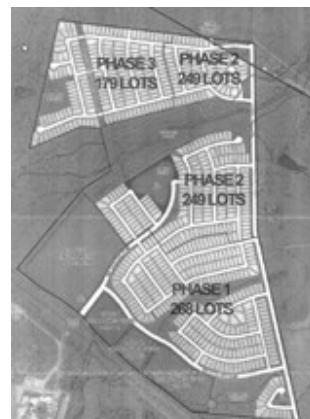 PHASE 3
179 LOTS
PHASE 2
249 LOTS
PHASE 2
249 LOTS
PHASE 1
268 LOTS